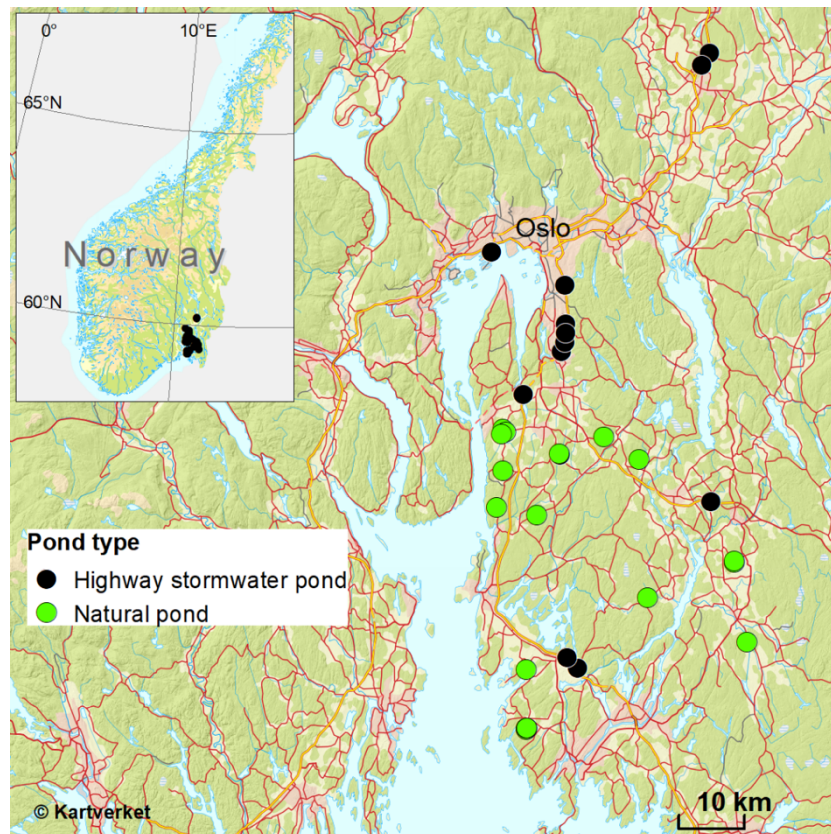 0°
10°E
65°N
Norway
60°N
Oslo
Pond type
Highway stormwater pond
Natural pond
© Kartverket
10 km